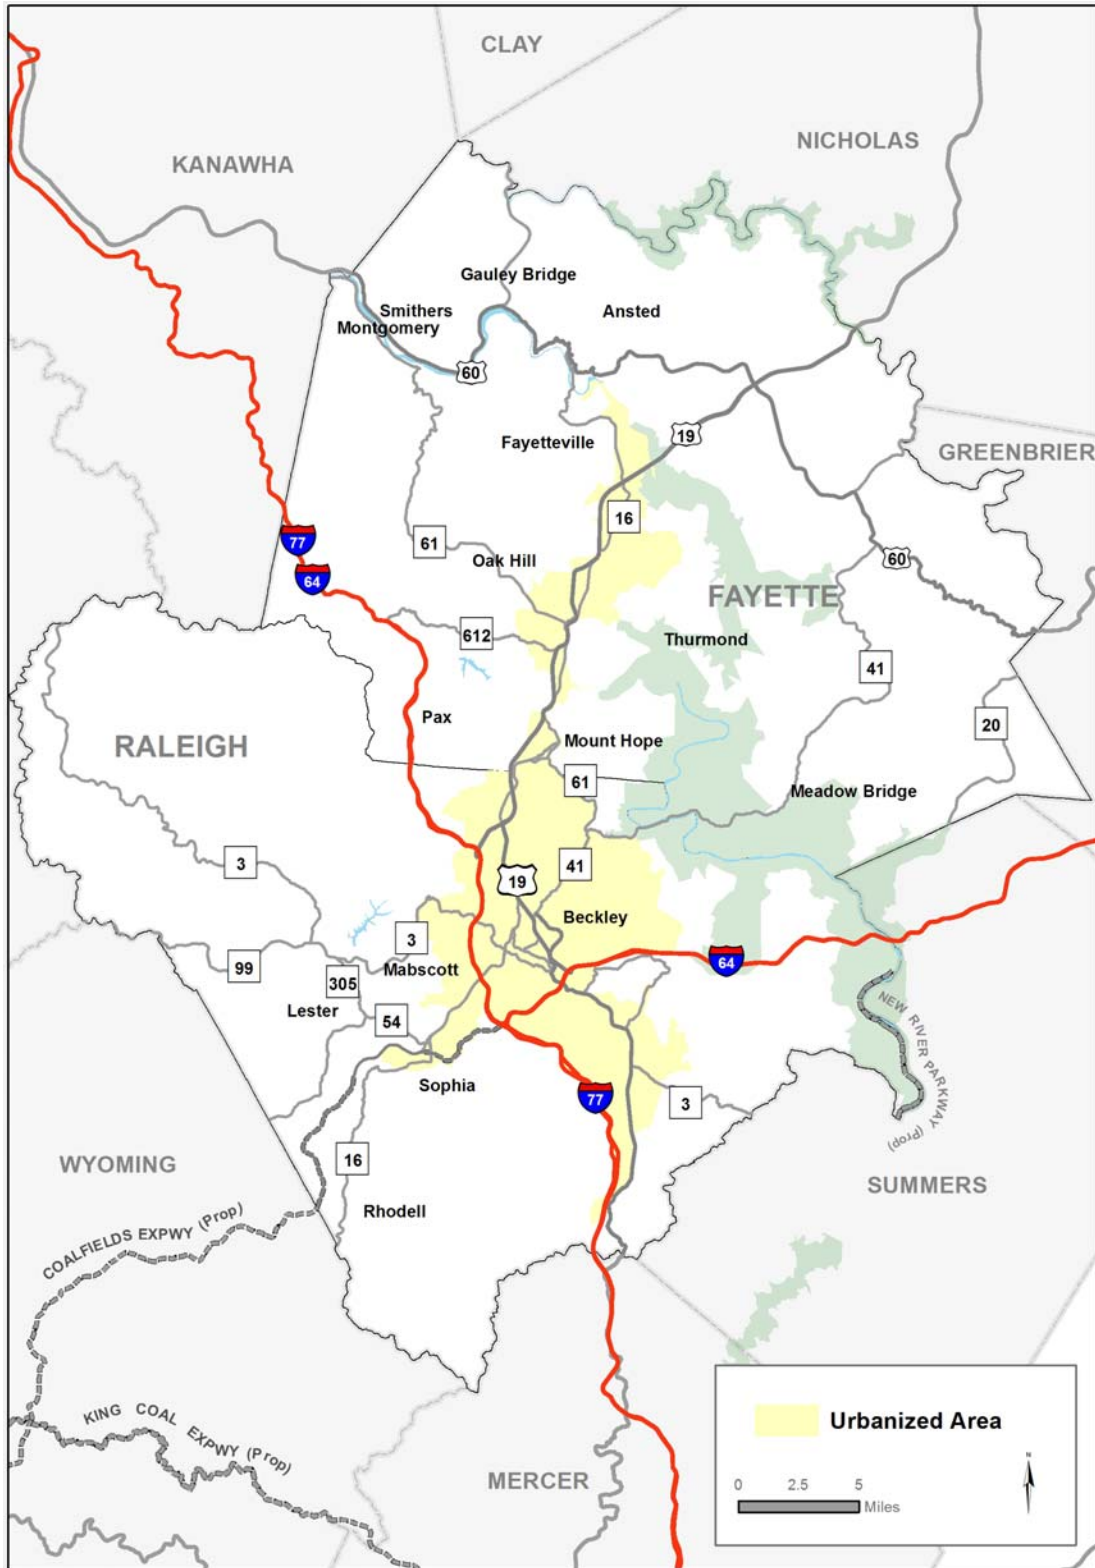 CLAY
NICHOLAS
KANAWHA
Gauley Bridge
Smithers
Ansted
Montgomery
60
19
Fayetteville
GREENBRIER
16
77
61
Oak Hill
60
64
FAYETTE
612
Thurmond
41
Pax
20
RALEIGH
Mount Hope
61
Meadow Bridge
3
41
19
Beckley
3
64
99
Mabscott
305
Lester
54
NEW RIVER PARKWAY (Prop)
Sophia
77
3
WYOMING
16
SUMMERS
Rhodell
COALFIELDS EXPWY (Prop)
KING COAL EXPWY (Prop)
MERCER
Urbanized Area
N
0 2.5 5
Miles